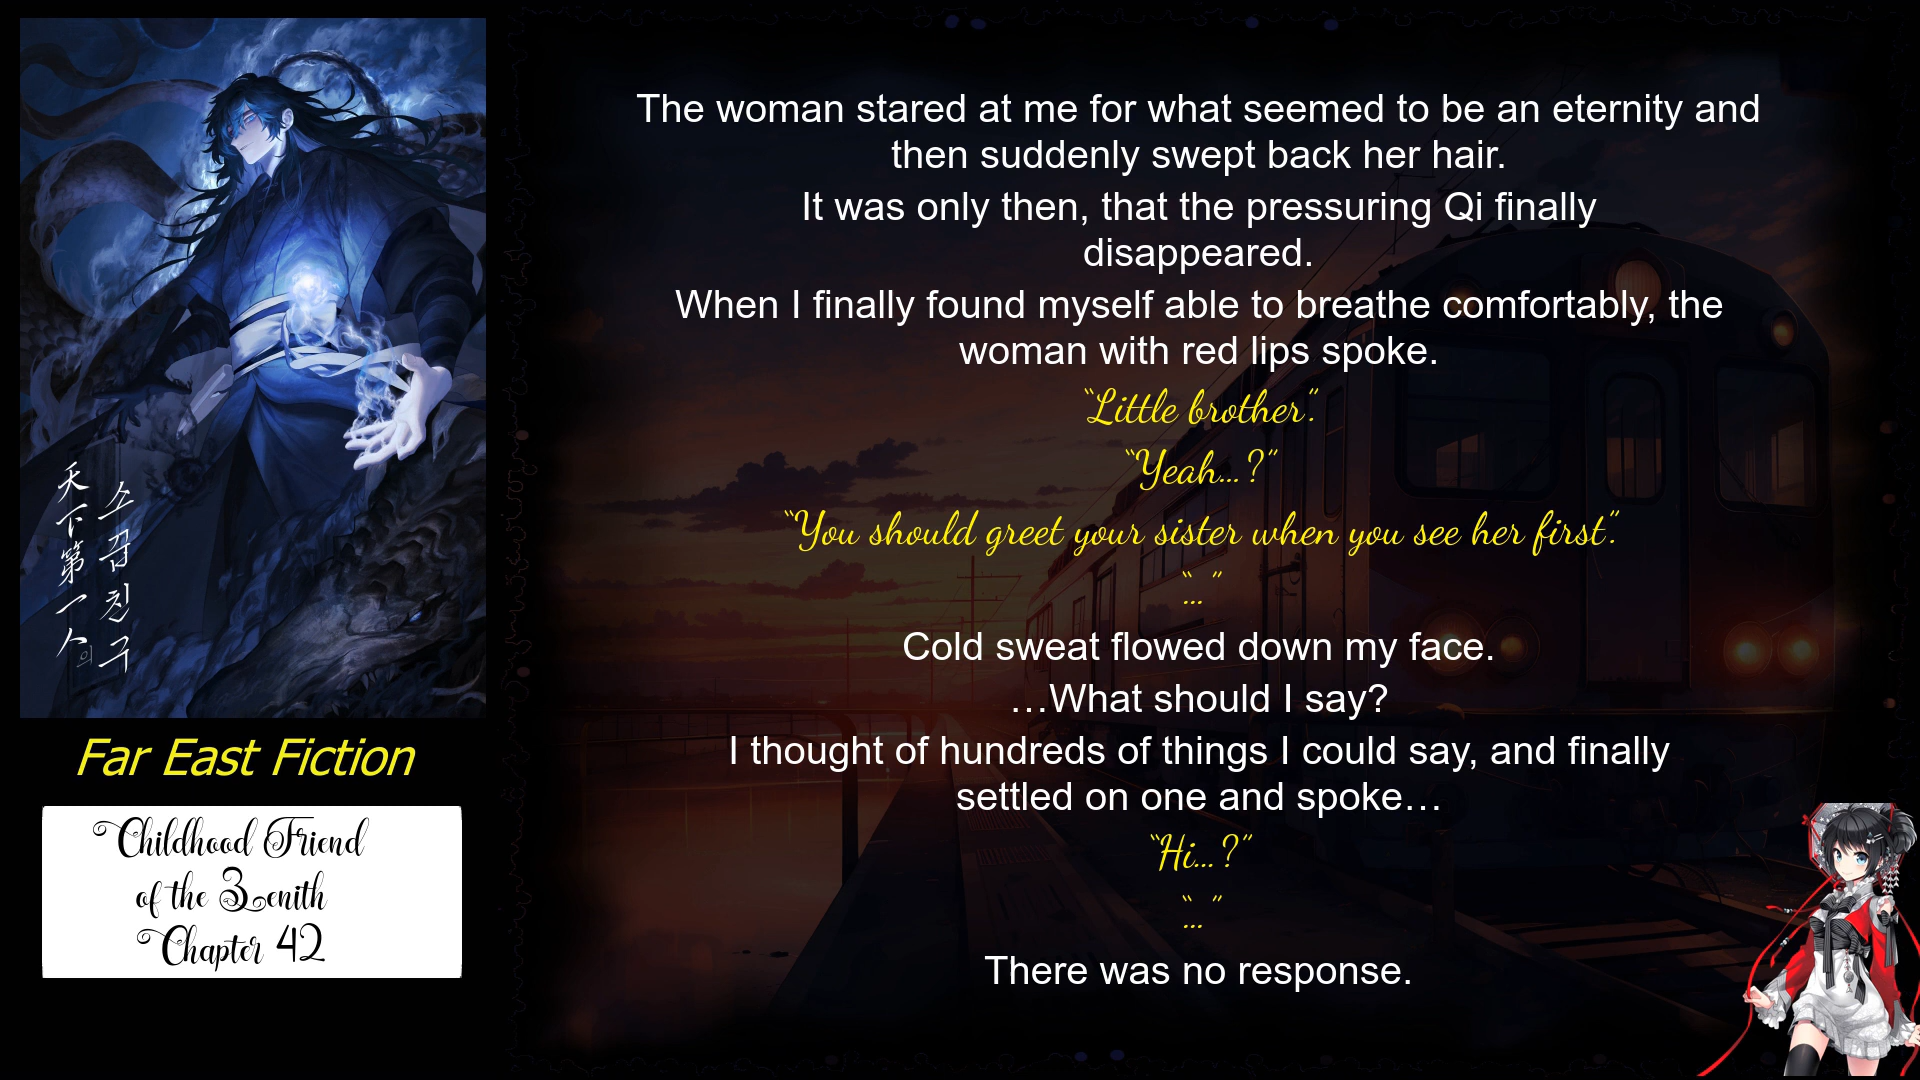 天下第一人의
소꿉친구
Far East Fiction
Childhood Friend
of the Zenith
Chapter 42
The woman stared at me for what seemed to be an eternity and
then suddenly swept back her hair.
It was only then, that the pressuring Qi finally
disappeared.
When I finally found myself able to breathe comfortably, the
woman with red lips spoke.
“Little brother.”
“Yeah…?”
“You should greet your sister when you see her first.”
“…”
Cold sweat flowed down my face.
…What should I say?
I thought of hundreds of things I could say, and finally
settled on one and spoke…
“Hi…?”
“…”
There was no response.